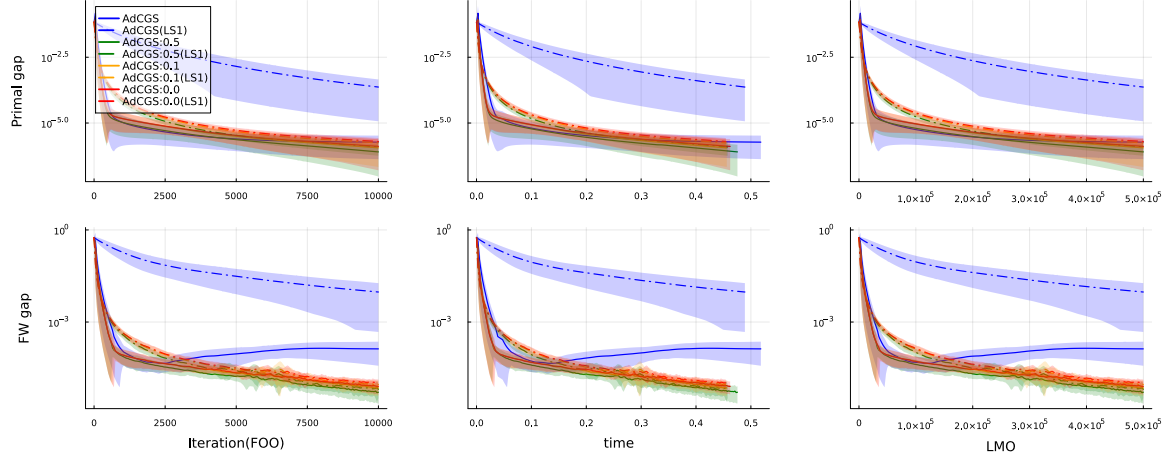 AdCGS
AdCGS(LS1)
AdCGS:0.5
AdCGS:0.5(LS1)
AdCGS:0.1
AdCGS:0.1(LS1)
AdCGS:0.0
AdCGS:0.0(LS1)
Primal gap
10^-2.5
10^-5.0
0 2500 5000 7500 10000
10^-2.5
10^-5.0
0.0 0.1 0.2 0.3 0.4 0.5
10^-2.5
10^-5.0
0 1.0×10^5 2.0×10^5 3.0×10^5 4.0×10^5 5.0×10^5
FW gap
10^0
10^-3
0 2500 5000 7500 10000
Iteration(FOO)
10^0
10^-3
0.0 0.1 0.2 0.3 0.4 0.5
time
10^0
10^-3
0 1.0×10^5 2.0×10^5 3.0×10^5 4.0×10^5 5.0×10^5
LMO